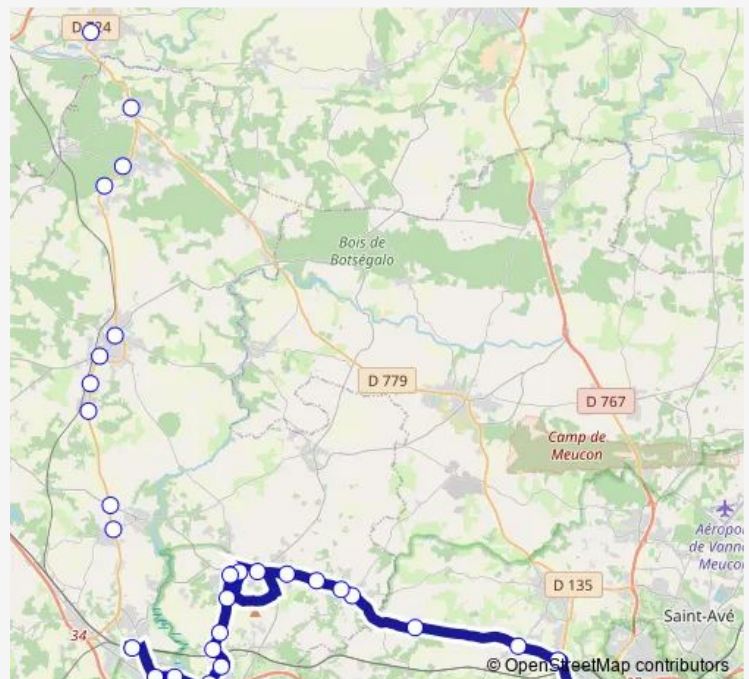 D 724
Bois de
Botségalo
D 779
D 767
Camp de
Meucon
Aéropo
de Vanne
Meucon
D 135
Saint-Avé
34
© OpenStreetMap contributors